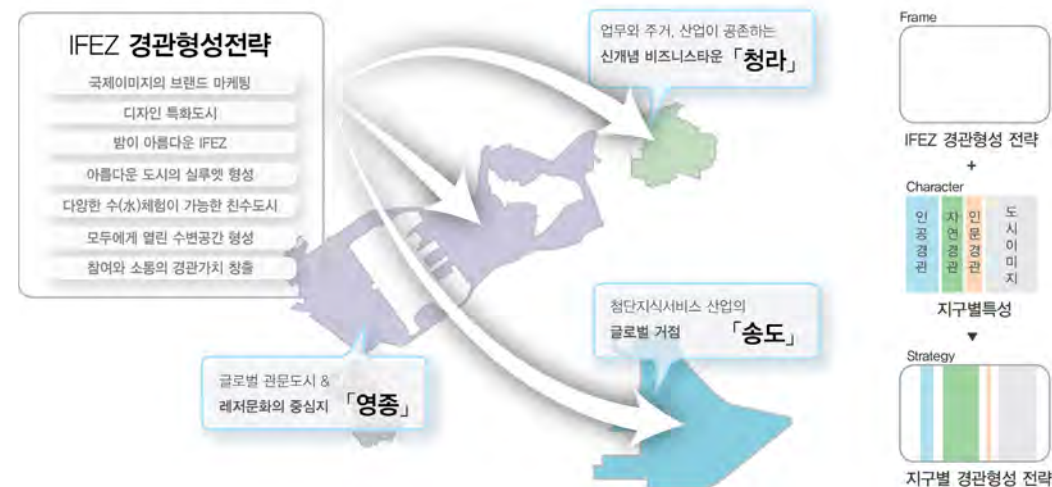 IFEZ 경관형성전략
국제이미지의 브랜드 마케팅
디자인 특화도시
밤이 아름다운 IFEZ
아름다운 도시의 실루엣 형성
다양한 수(水)체험이 가능한 친수도시
모두에게 열린 수변공간 형성
참여와 소통의 경관가치 창출
업무와 주거, 산업이 공존하는
신개념 비즈니스타운 「청라」
첨단지식서비스 산업의
글로벌 거점 「송도」
글로벌 관문도시 &
레저문화의 중심지 「영종」
Frame
IFEZ 경관형성 전략
+
Character
인공경관
자연경관
인문경관
도시이미지
지구별특성
▼
Strategy
지구별 경관형성 전략